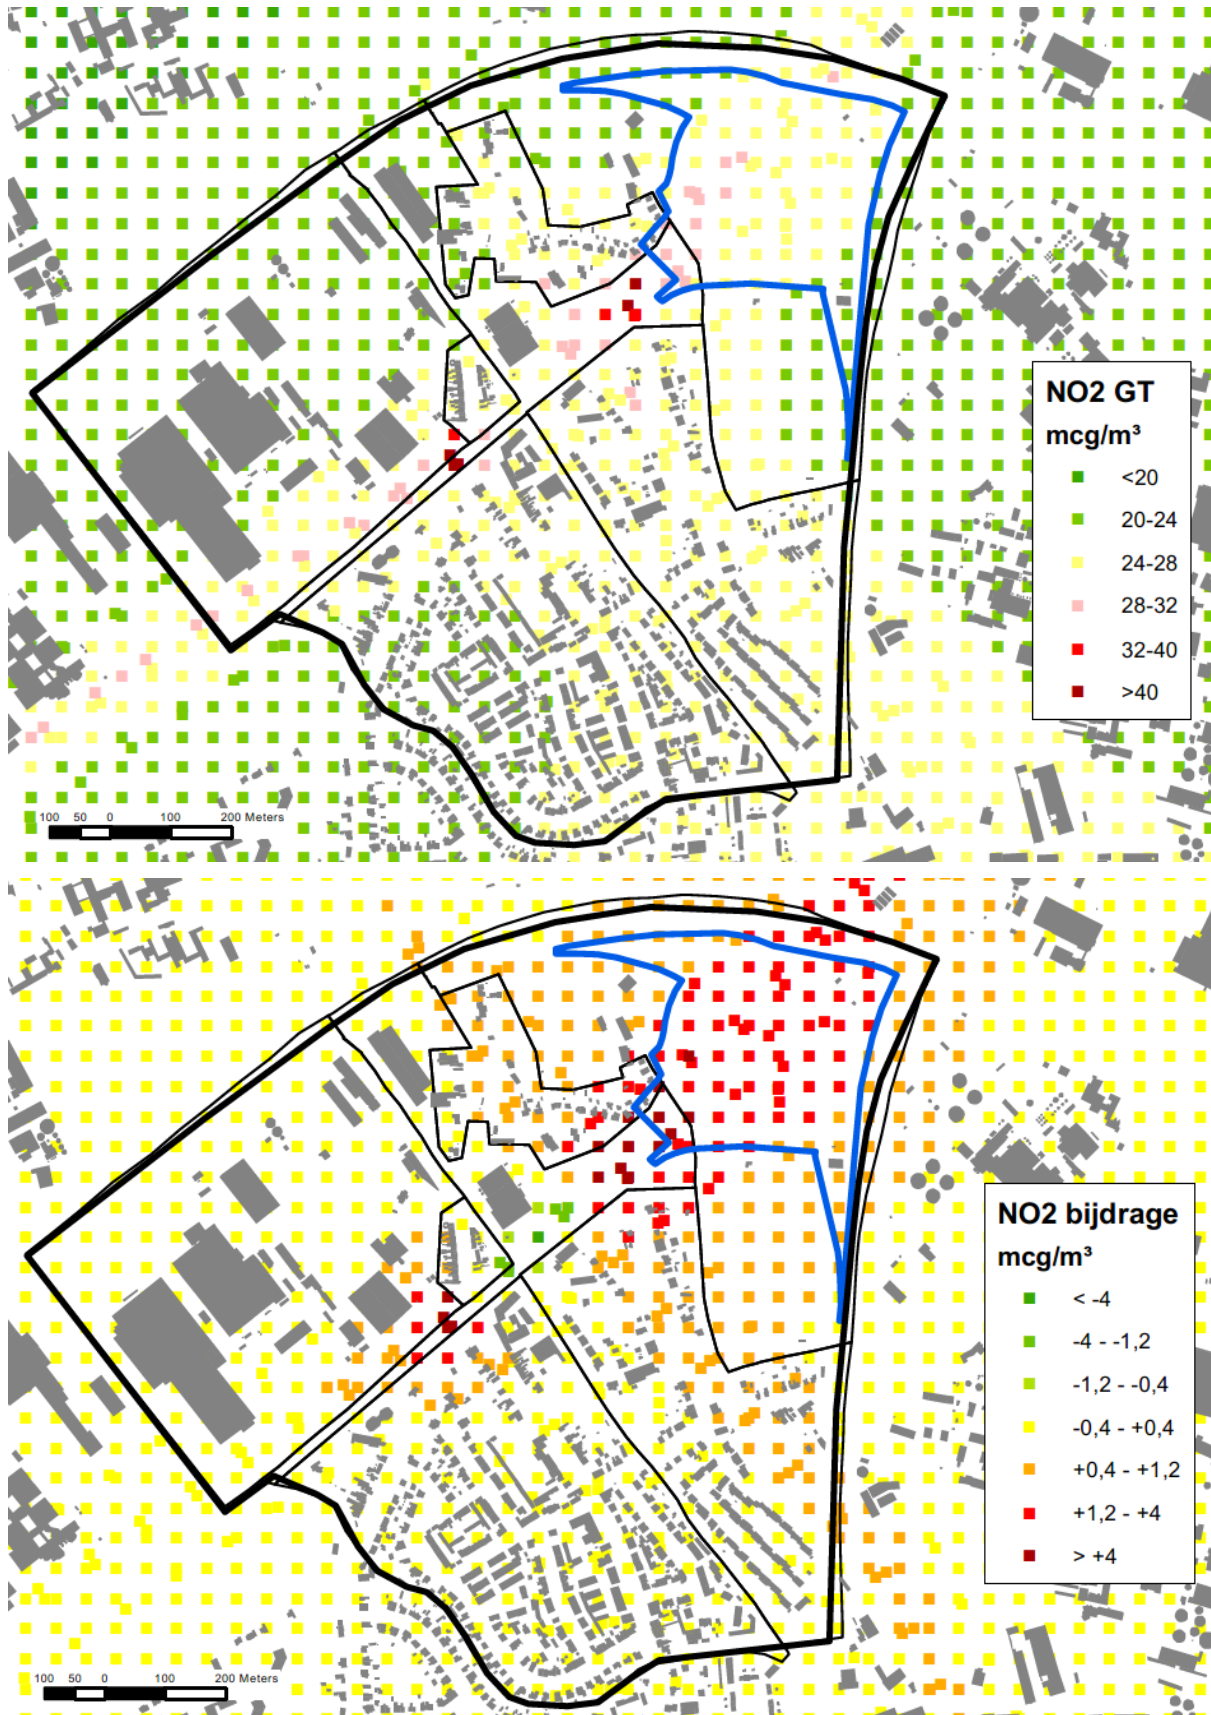 NO2 GT
mcg/m³
<20
20-24
24-28
28-32
32-40
>40
100 50 0 100 200 Meters
NO2 bijdrage
mcg/m³
< -4
-4 - -1,2
-1,2 - -0,4
-0,4 - +0,4
+0,4 - +1,2
+1,2 - +4
> +4
100 50 0 100 200 Meters